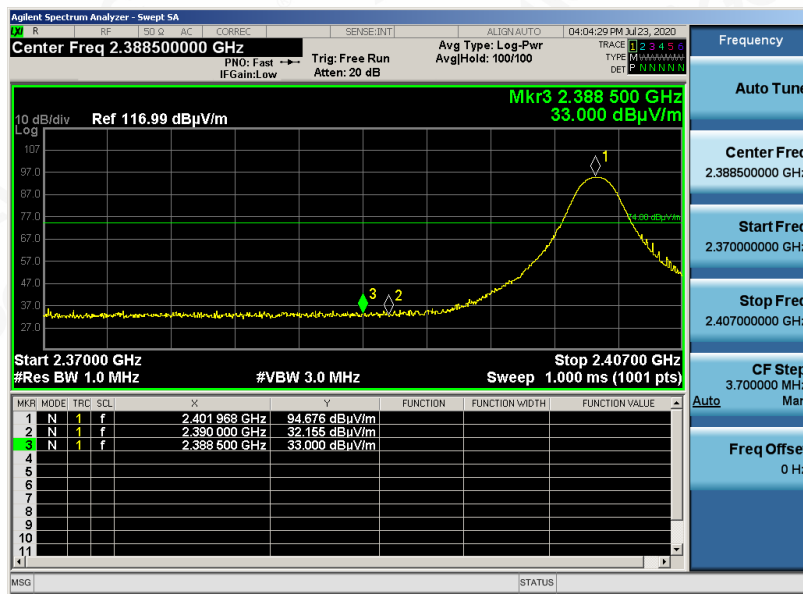 Agilent Spectrum Analyzer - Swept SA
LXI R RF 50 Ω AC CORREC SENSE:INT ALIGN AUTO 04:04:29 PM Jul 23, 2020
Center Freq 2.388500000 GHz
PNO: Fast
IFGain:Low
Trig: Free Run
Atten: 20 dB
Avg Type: Log-Pwr
Avg|Hold: 100/100
TRACE 1 2 3 4 5 6
TYPE M
DET P N N N N N
Mkr3 2.388 500 GHz
33.000 dBµV/m
10 dB/div Ref 116.99 dBµV/m
Log
107
97.0
87.0
77.0
67.0
57.0
47.0
37.0
27.0
1
74.00 dBµV/m
3
2
Start 2.37000 GHz Stop 2.40700 GHz
#Res BW 1.0 MHz #VBW 3.0 MHz Sweep 1.000 ms (1001 pts)
MKR MODE TRC SCL X Y FUNCTION FUNCTION WIDTH FUNCTION VALUE
1 N 1 f 2.401 968 GHz 94.676 dBµV/m
2 N 1 f 2.390 000 GHz 32.155 dBµV/m
3 N 1 f 2.388 500 GHz 33.000 dBµV/m
4
5
6
7
8
9
10
11
MSG STATUS
Frequency
Auto Tune
Center Freq
2.388500000 GHz
Start Freq
2.370000000 GHz
Stop Freq
2.407000000 GHz
CF Step
3.700000 MHz
Auto Man
Freq Offset
0 Hz